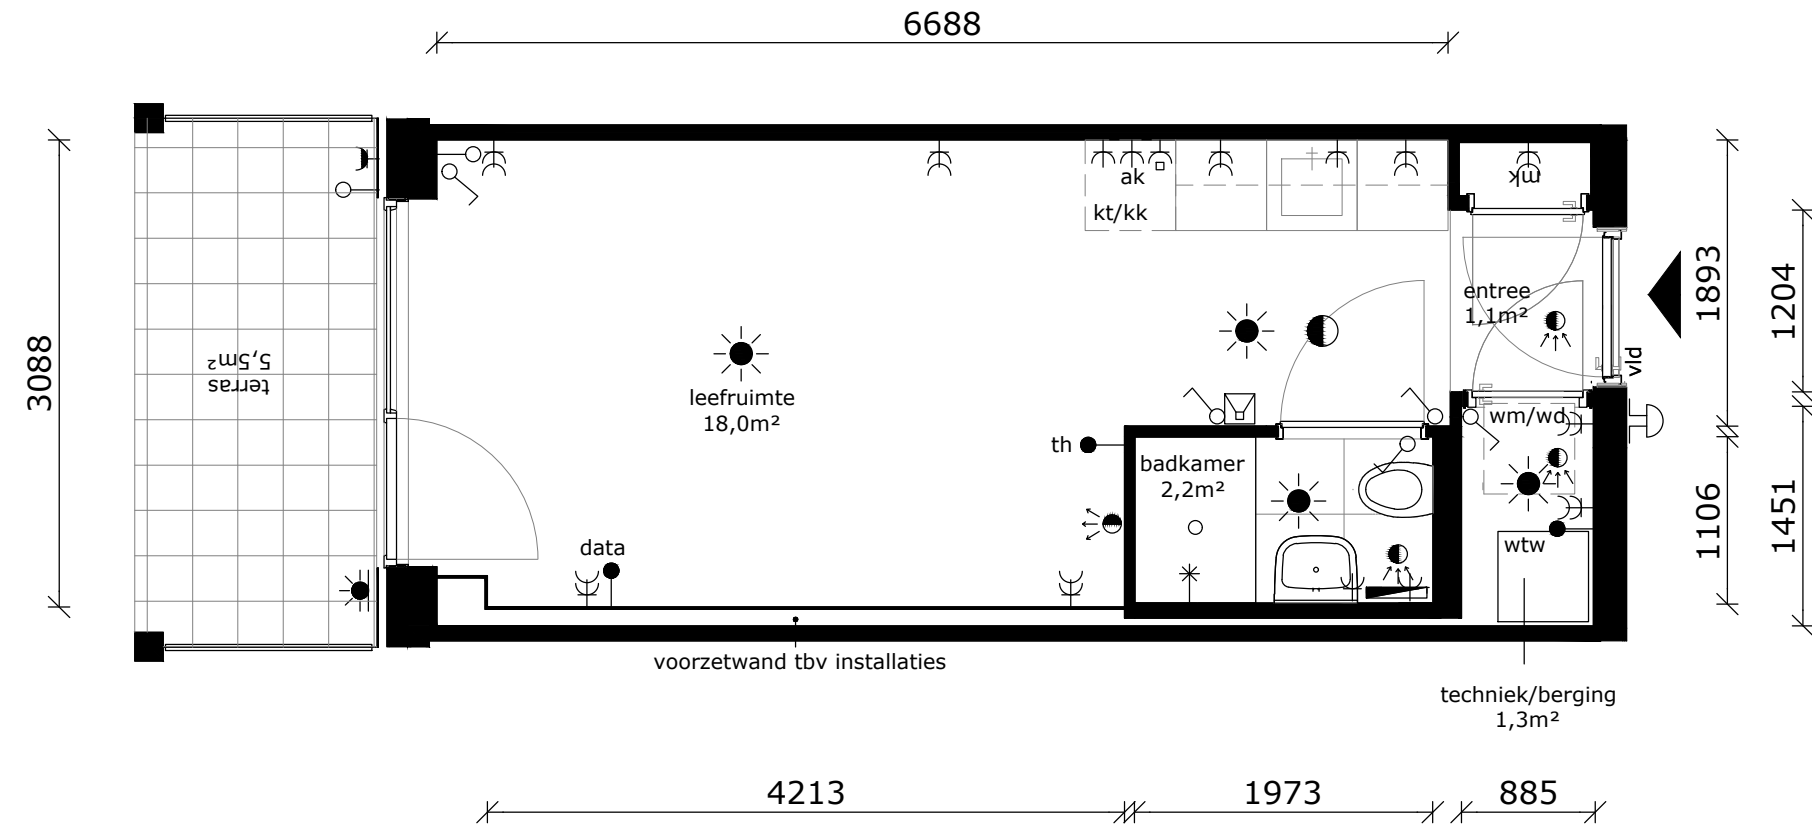 6688
ak
kt/kk
mk
entree
1,1m²
1893
1204
vld
3088
terras
5,5m²
leefruimte
18,0m²
th
badkamer
2,2m²
wm/wd
1106
1451
data
wtw
voorzetwand tbv installaties
techniek/berging
1,3m²
4213
1973
885